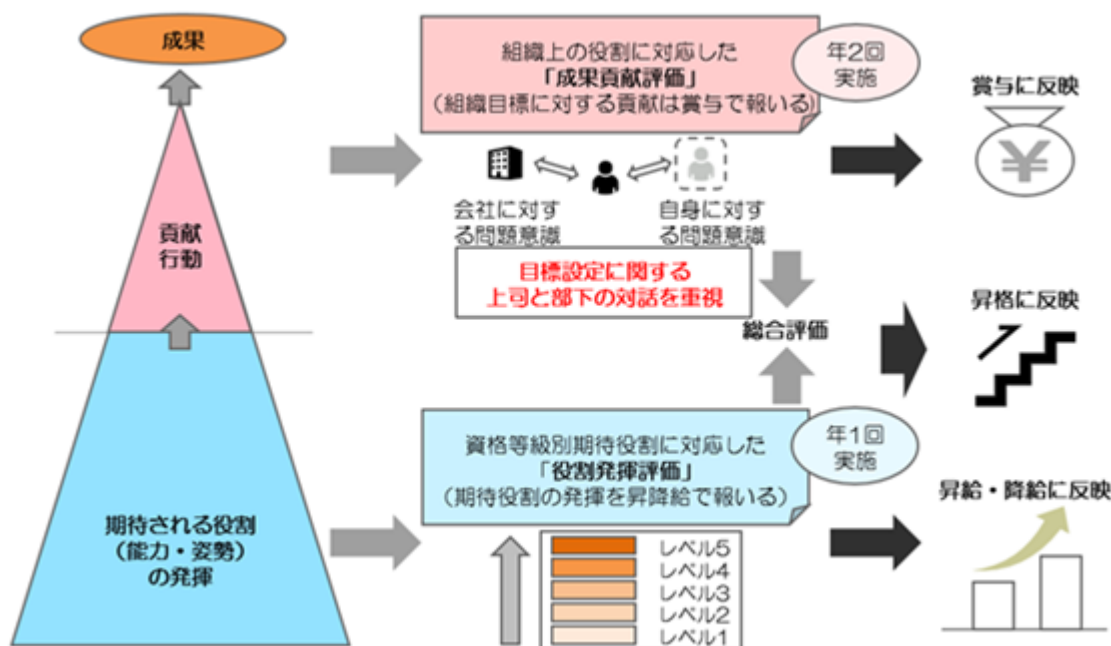 成果
貢献
行動
期待される役割
（能力・姿勢）
の発揮
組織上の役割に対応した
「成果貢献評価」
（組織目標に対する貢献は賞与で報いる）
年2回
実施
会社に対す
る問題意識
自身に対す
る問題意識
目標設定に関する
上司と部下の対話を重視
総合評価
資格等級別期待役割に対応した
「役割発揮評価」
（期待役割の発揮を昇降給で報いる）
年1回
実施
レベル5
レベル4
レベル3
レベル2
レベル1
賞与に反映
¥
昇格に反映
昇給・降給に反映